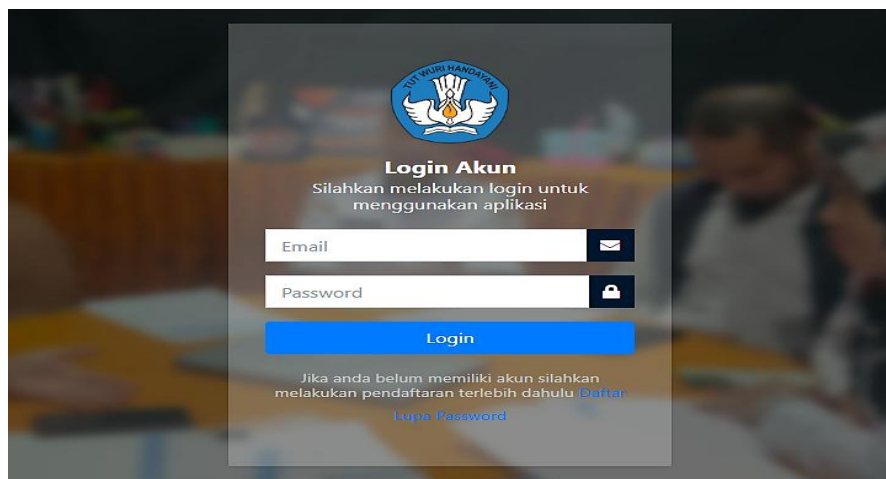 TUT WURI HANDAYANI
Login Akun
Silahkan melakukan login untuk
menggunakan aplikasi
Email
Password
Login
Jika anda belum memiliki akun silahkan
melakukan pendaftaran terlebih dahulu Daftar
Lupa Password